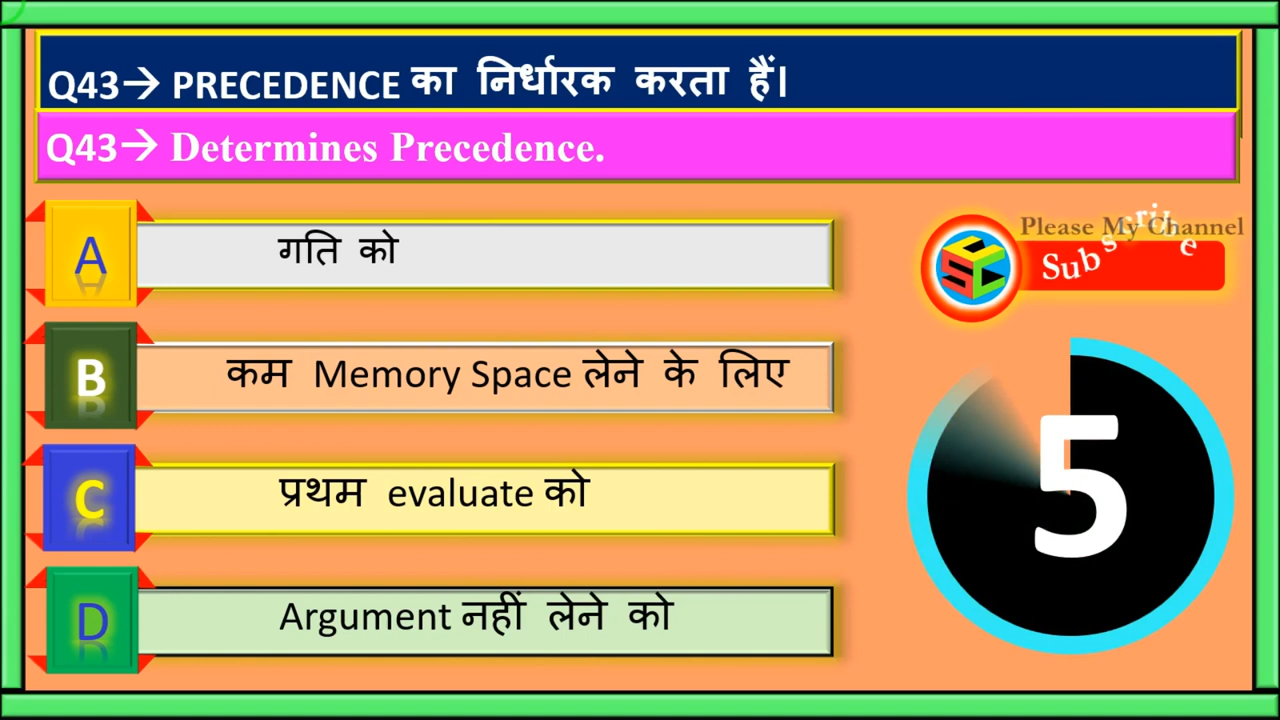 Q43→ PRECEDENCE का निर्धारक करता हैं।
Q43→ Determines Precedence.
A
गति को
B
कम Memory Space लेने के लिए
C
प्रथम evaluate को
D
Argument नहीं लेने को
Please My Channel
Subscribe
5